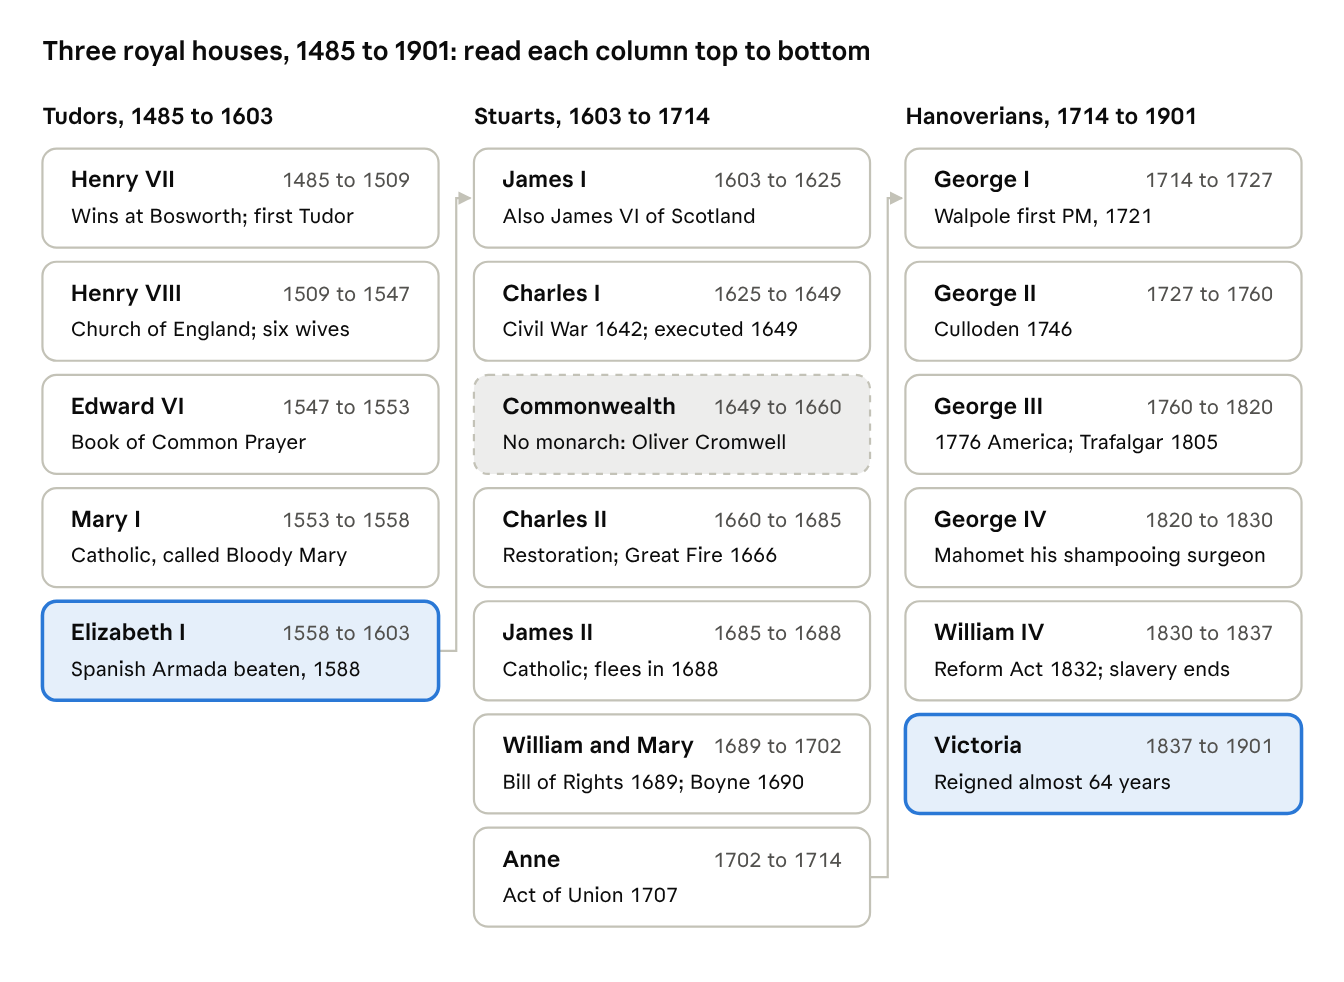 Three royal houses, 1485 to 1901: read each column top to bottom
Tudors, 1485 to 1603
Henry VII 1485 to 1509
Wins at Bosworth; first Tudor
Henry VIII 1509 to 1547
Church of England; six wives
Edward VI 1547 to 1553
Book of Common Prayer
Mary I 1553 to 1558
Catholic, called Bloody Mary
Elizabeth I 1558 to 1603
Spanish Armada beaten, 1588
Stuarts, 1603 to 1714
James I 1603 to 1625
Also James VI of Scotland
Charles I 1625 to 1649
Civil War 1642; executed 1649
Commonwealth 1649 to 1660
No monarch: Oliver Cromwell
Charles II 1660 to 1685
Restoration; Great Fire 1666
James II 1685 to 1688
Catholic; flees in 1688
William and Mary 1689 to 1702
Bill of Rights 1689; Boyne 1690
Anne 1702 to 1714
Act of Union 1707
Hanoverians, 1714 to 1901
George I 1714 to 1727
Walpole first PM, 1721
George II 1727 to 1760
Culloden 1746
George III 1760 to 1820
1776 America; Trafalgar 1805
George IV 1820 to 1830
Mahomet his shampooing surgeon
William IV 1830 to 1837
Reform Act 1832; slavery ends
Victoria 1837 to 1901
Reigned almost 64 years